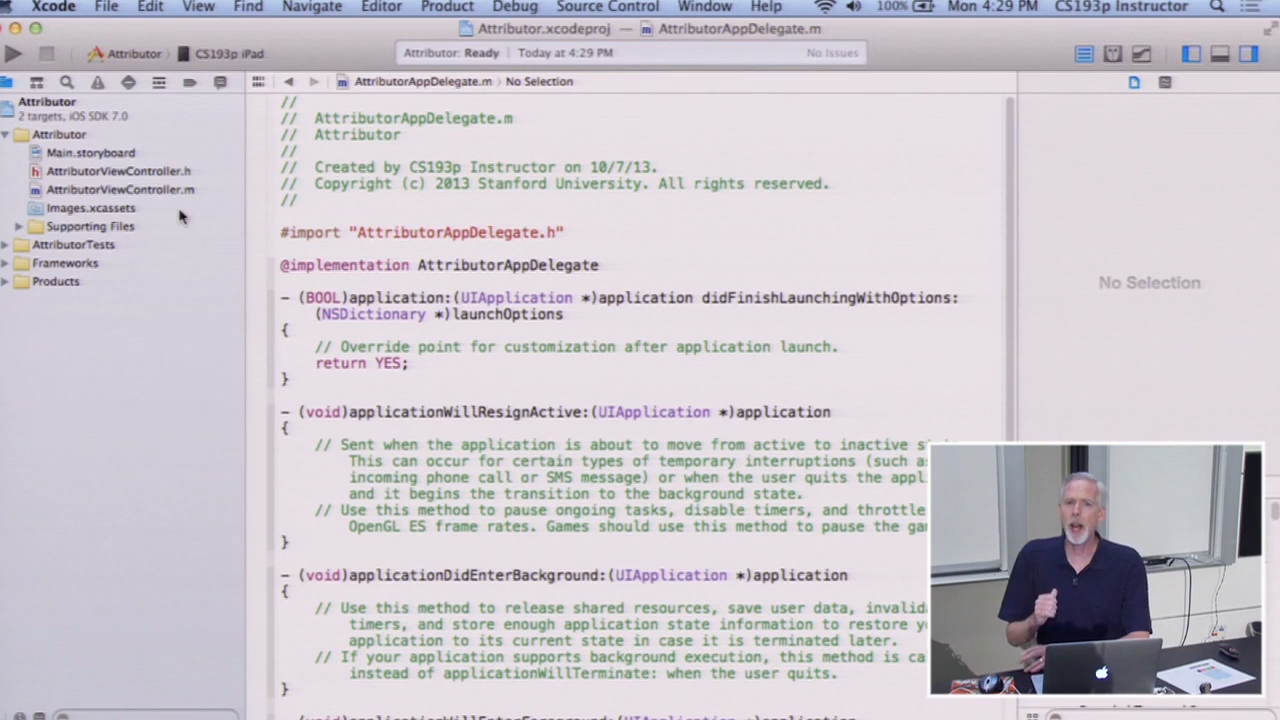 Xcode File Edit View Find Navigate Editor Product Debug Source Control Window Help 100% Mon 4:29 PM CS193p Instructor
Attributor.xcodeproj — AttributorAppDelegate.m
Attributor CS193p iPad Attributor: Ready Today at 4:29 PM No Issues
AttributorAppDelegate.m No Selection
Attributor
2 targets, iOS SDK 7.0
Attributor
Main.storyboard
AttributorViewController.h
AttributorViewController.m
Images.xcassets
Supporting Files
AttributorTests
Frameworks
Products
//
// AttributorAppDelegate.m
// Attributor
//
// Created by CS193p Instructor on 10/7/13.
// Copyright (c) 2013 Stanford University. All rights reserved.
//
#import "AttributorAppDelegate.h"
@implementation AttributorAppDelegate
- (BOOL)application:(UIApplication *)application didFinishLaunchingWithOptions:
(NSDictionary *)launchOptions
{
// Override point for customization after application launch.
return YES;
}
- (void)applicationWillResignActive:(UIApplication *)application
{
// Sent when the application is about to move from active to inactive
This can occur for certain types of temporary interruptions (such as
incoming phone call or SMS message) or when the user quits the appl
and it begins the transition to the background state.
// Use this method to pause ongoing tasks, disable timers, and throttle
OpenGL ES frame rates. Games should use this method to pause the ga
}
- (void)applicationDidEnterBackground:(UIApplication *)application
{
// Use this method to release shared resources, save user data, invalid
timers, and store enough application state information to restore y
application to its current state in case it is terminated later.
// If your application supports background execution, this method is ca
instead of applicationWillTerminate: when the user quits.
}
No Selection